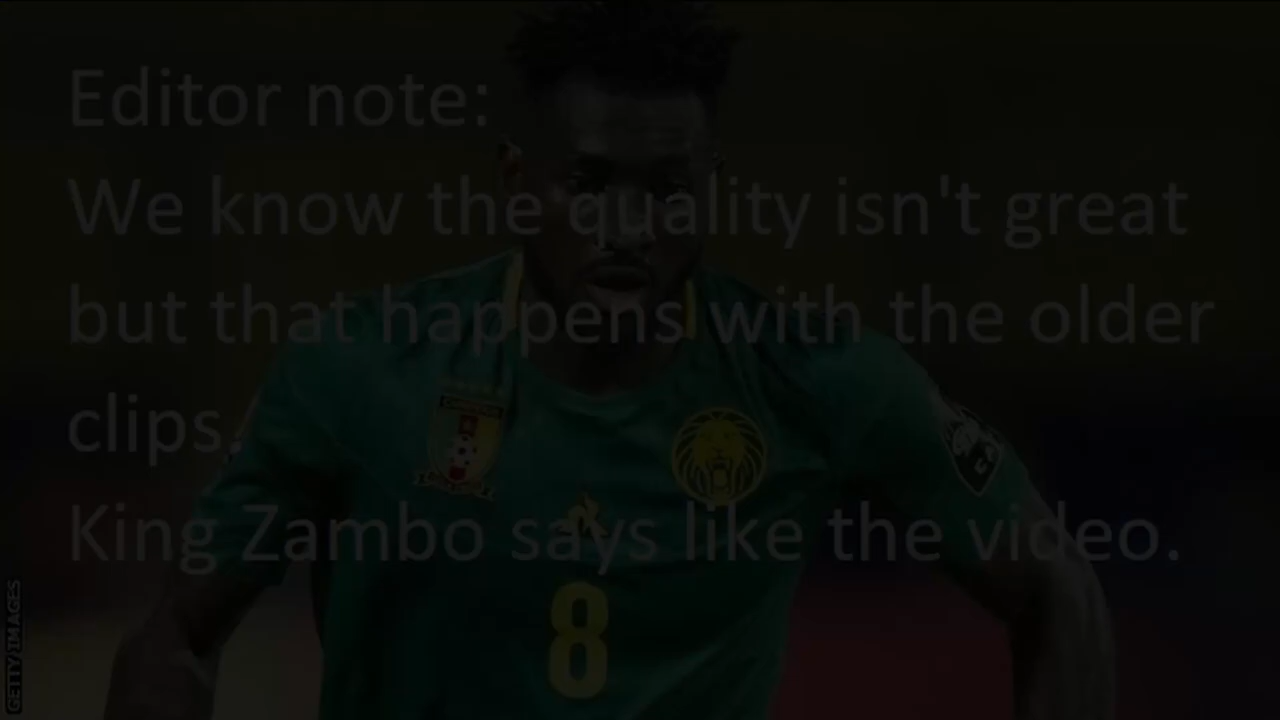 Editor note:
We know the quality isn't great
but that happens with the older
clips.
King Zambo says like the video.
8
GETTY IMAGES